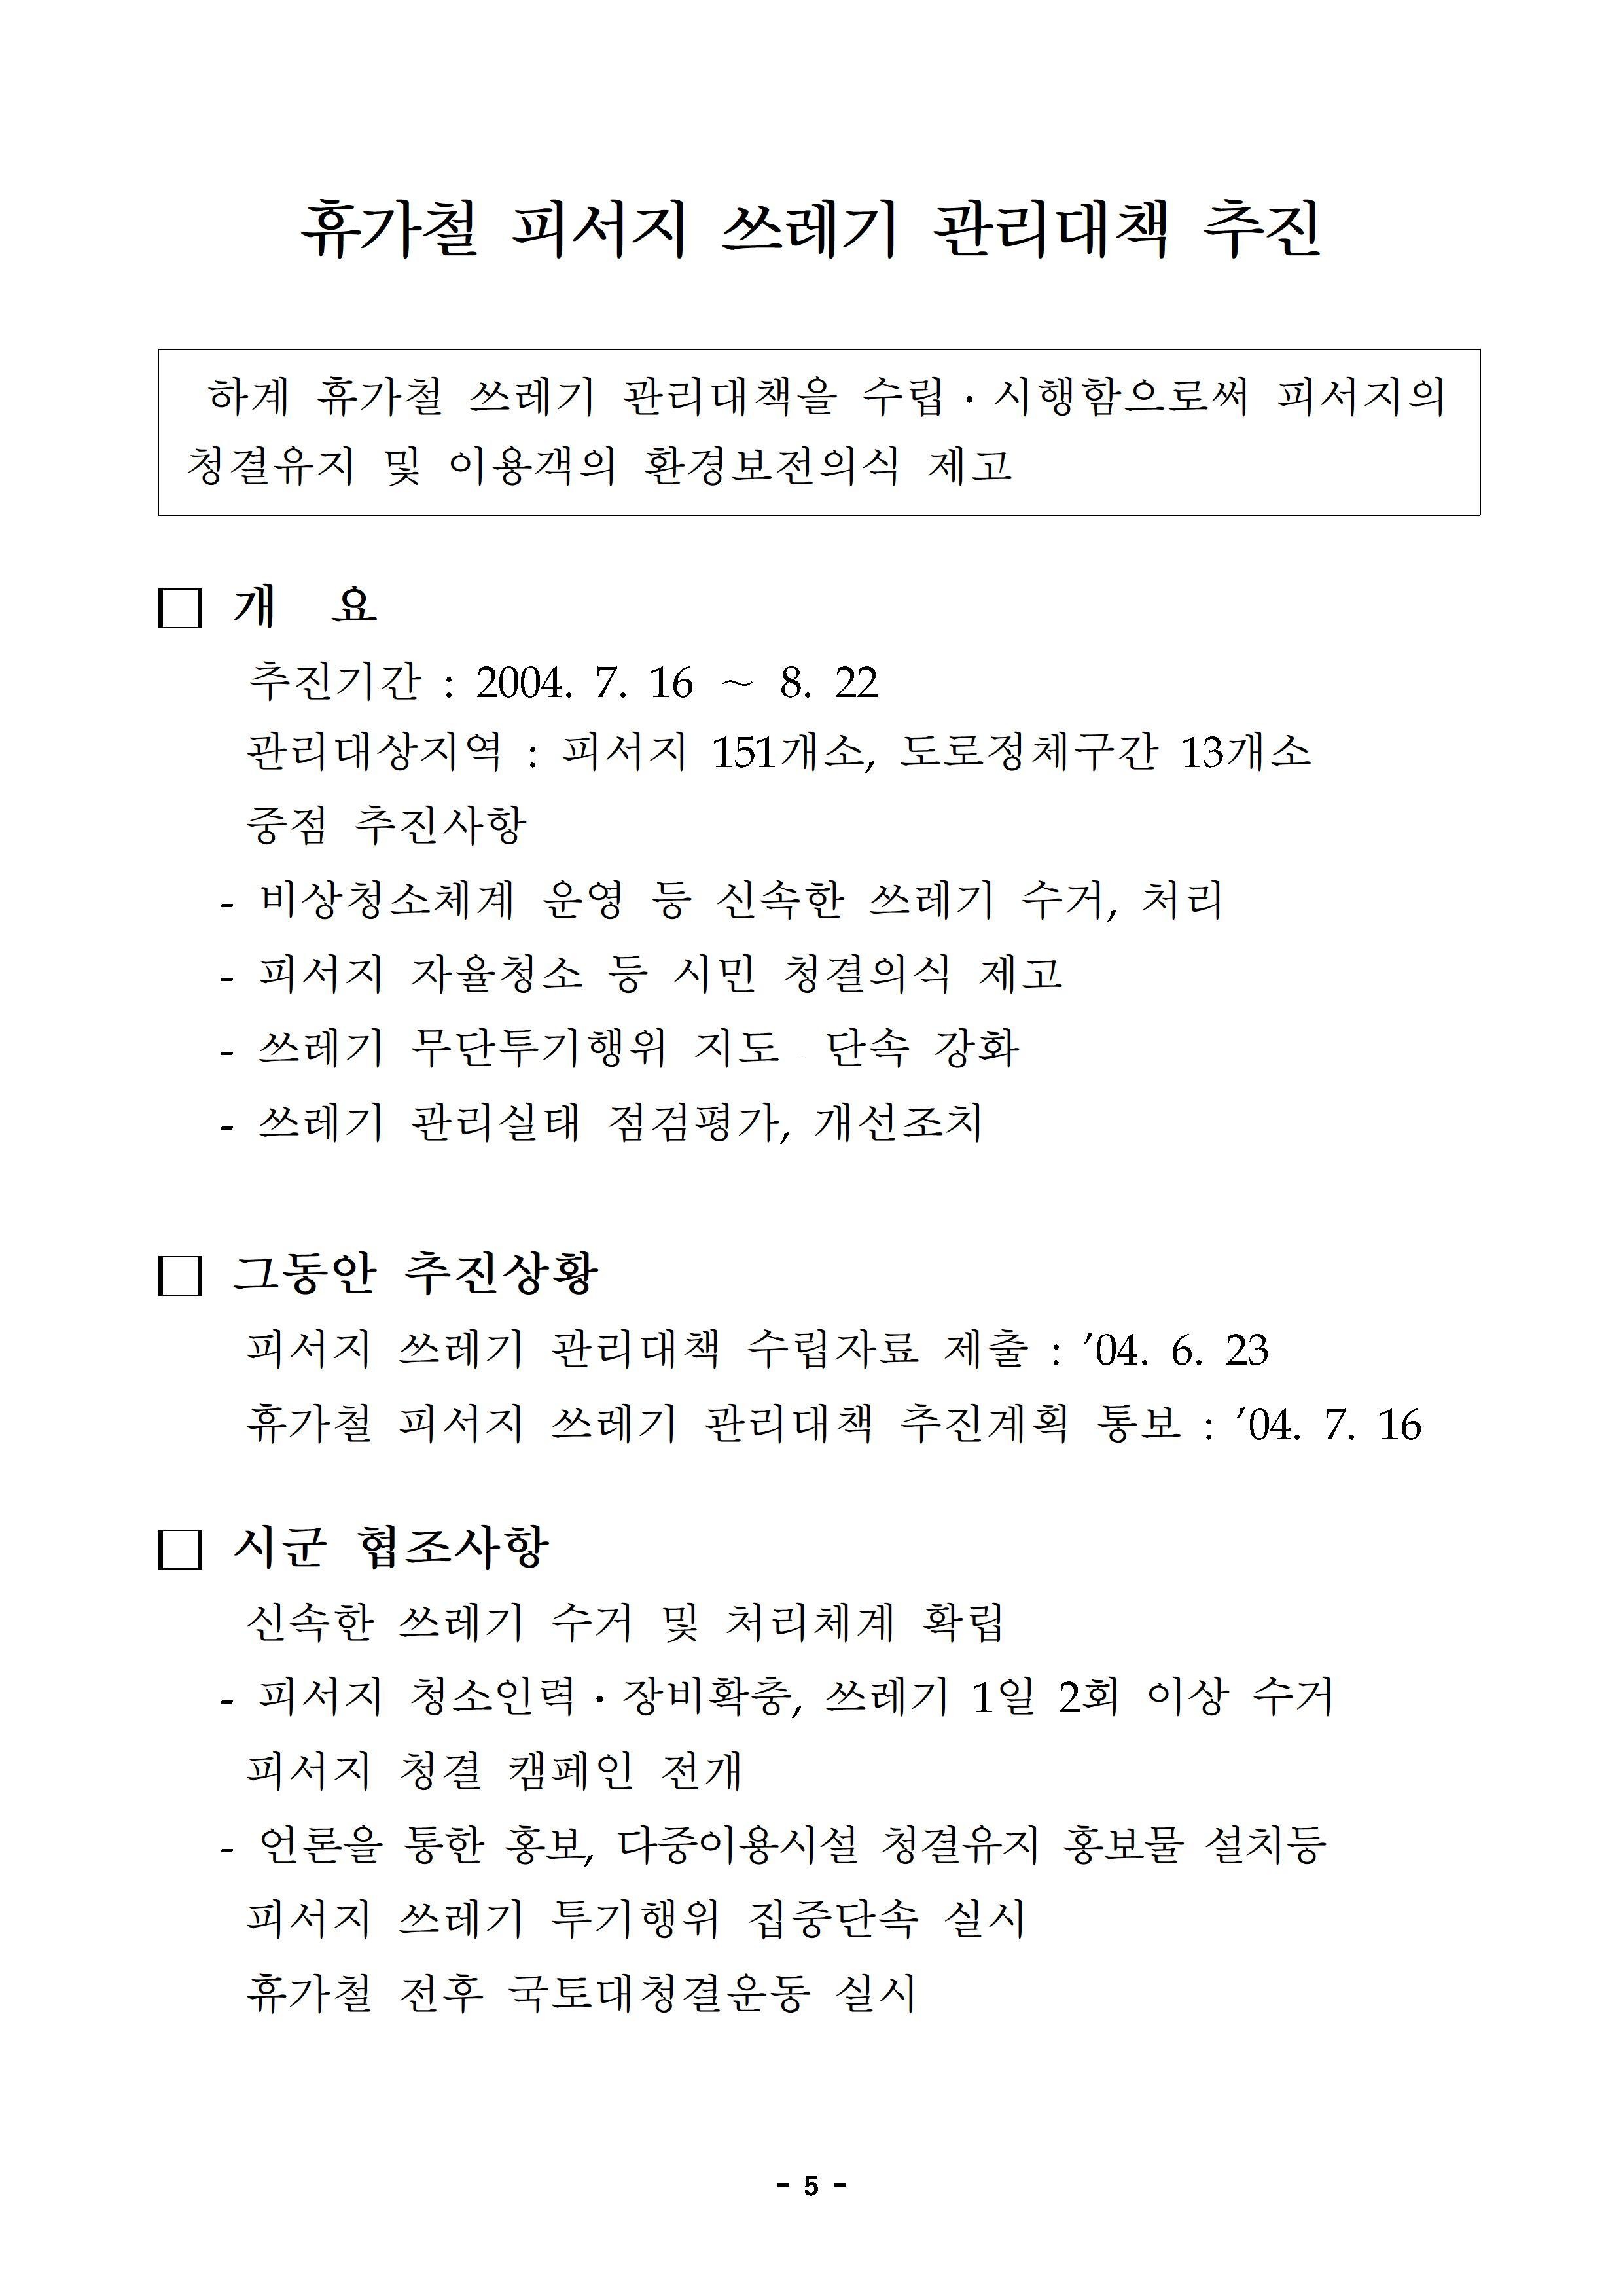 휴가철 피서지 쓰레기 관리대책 추진
하계 휴가철 쓰레기 관리대책을 수립·시행함으로써 피서지의
청결유지 및 이용객의 환경보전의식 제고
□ 개 요
추진기간 : 2004. 7. 16 ~ 8. 22
관리대상지역 : 피서지 151개소, 도로정체구간 13개소
중점 추진사항
- 비상청소체계 운영 등 신속한 쓰레기 수거, 처리
- 피서지 자율청소 등 시민 청결의식 제고
- 쓰레기 무단투기행위 지도 단속 강화
- 쓰레기 관리실태 점검평가, 개선조치
□ 그동안 추진상황
피서지 쓰레기 관리대책 수립자료 제출 : ’04. 6. 23
휴가철 피서지 쓰레기 관리대책 추진계획 통보 : ’04. 7. 16
□ 시군 협조사항
신속한 쓰레기 수거 및 처리체계 확립
- 피서지 청소인력·장비확충, 쓰레기 1일 2회 이상 수거
피서지 청결 캠페인 전개
- 언론을 통한 홍보, 다중이용시설 청결유지 홍보물 설치등
피서지 쓰레기 투기행위 집중단속 실시
휴가철 전후 국토대청결운동 실시
- 5 -